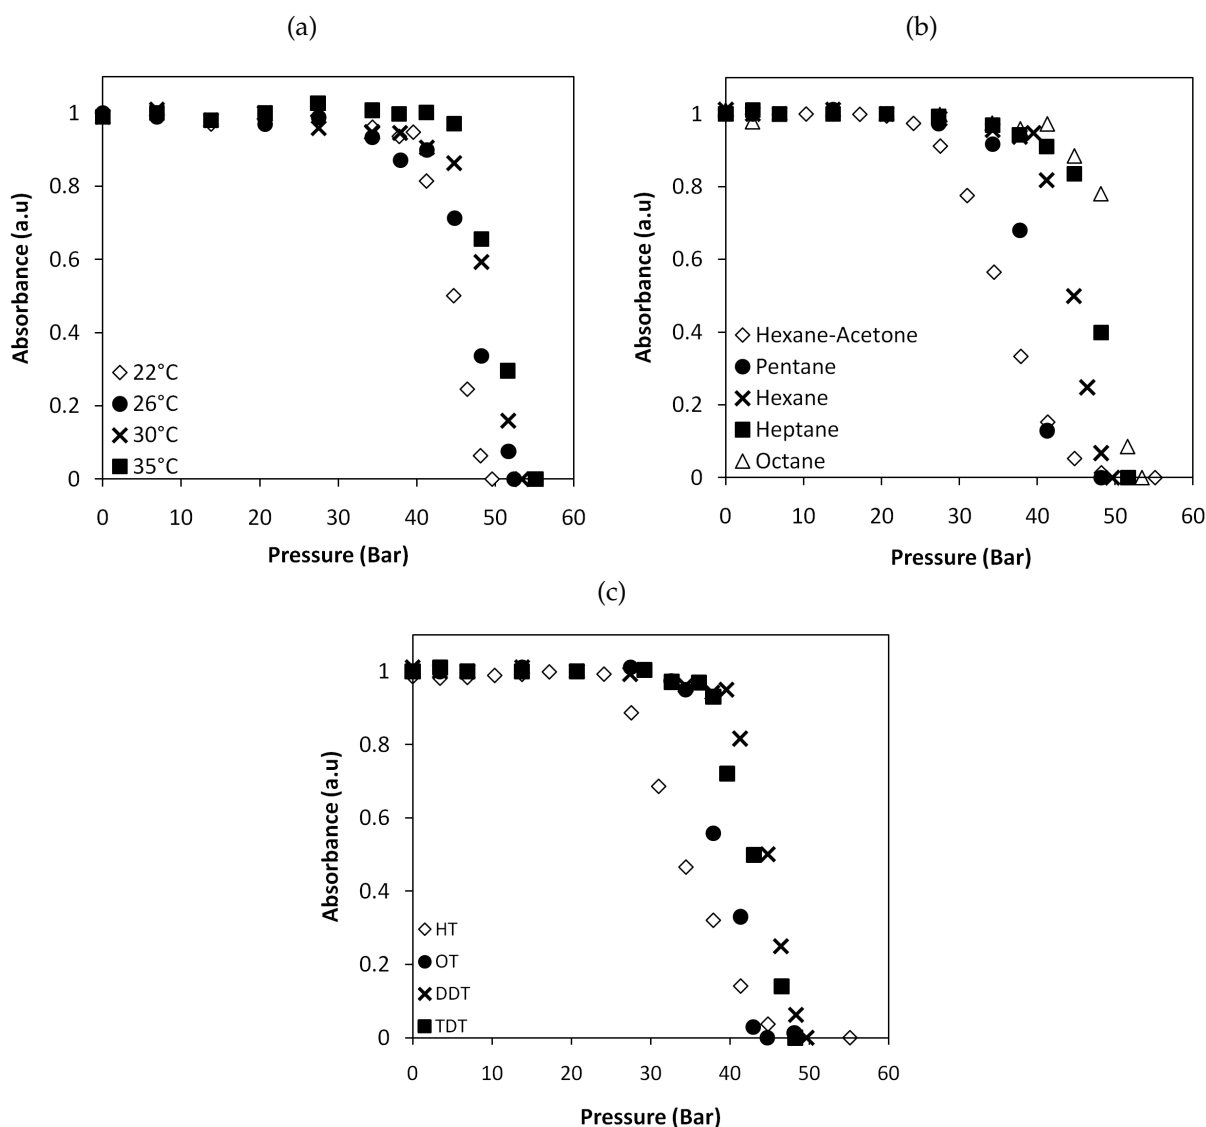 (a)
Absorbance (a.u)
1
0.8
0.6
0.4
0.2
0
22°C
26°C
30°C
35°C
0 10 20 30 40 50 60
Pressure (Bar)
(b)
Absorbance (a.u)
1
0.8
0.6
0.4
0.2
0
Hexane-Acetone
Pentane
Hexane
Heptane
Octane
0 10 20 30 40 50 60
Pressure (Bar)
(c)
Absorbance (a.u)
1
0.8
0.6
0.4
0.2
0
HT
OT
DDT
TDT
0 10 20 30 40 50 60
Pressure (Bar)